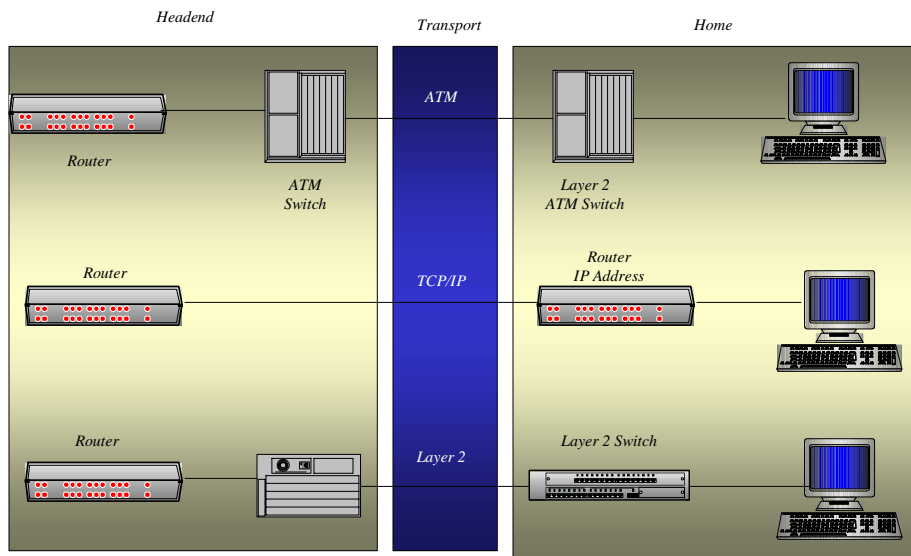 Headend
Transport
Home
ATM
Router
ATM
Switch
Layer 2
ATM Switch
Router
TCP/IP
Router
IP Address
Router
Layer 2
Layer 2 Switch